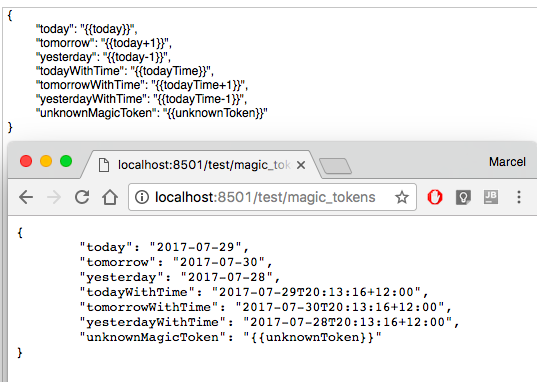 {
"today": "{{today}}",
"tomorrow": "{{today+1}}",
"yesterday": "{{today-1}}",
"todayWithTime": "{{todayTime}}",
"tomorrowWithTime": "{{todayTime+1}}",
"yesterdayWithTime": "{{todayTime-1}}",
"unknownMagicToken": "{{unknownToken}}"
}
localhost:8501/test/magic_tok
Marcel
localhost:8501/test/magic_tokens
JB
{
"today": "2017-07-29",
"tomorrow": "2017-07-30",
"yesterday": "2017-07-28",
"todayWithTime": "2017-07-29T20:13:16+12:00",
"tomorrowWithTime": "2017-07-30T20:13:16+12:00",
"yesterdayWithTime": "2017-07-28T20:13:16+12:00",
"unknownMagicToken": "{{unknownToken}}"
}